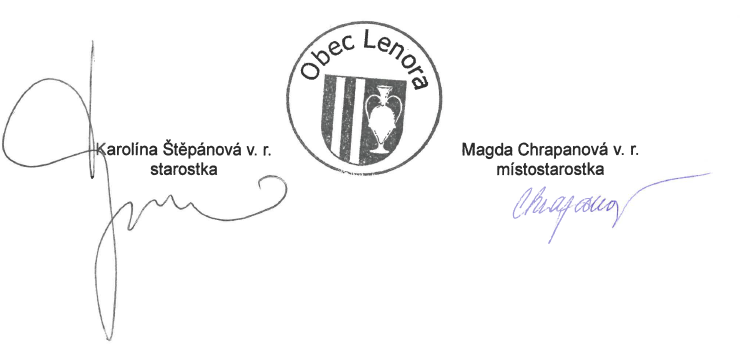 Obec Lenora
Karolína Štěpánová v. r.
starostka
Magda Chrapanová v. r.
místostarostka